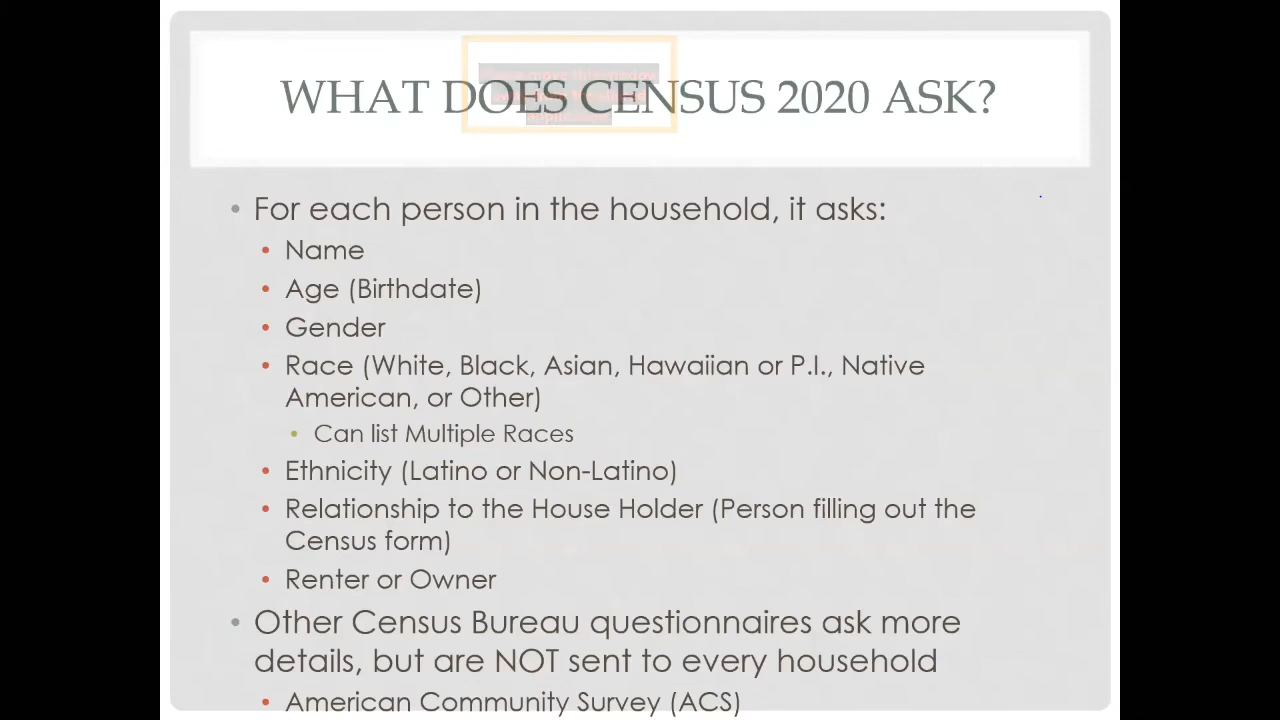 WHAT DOES CENSUS 2020 ASK?
• For each person in the household, it asks:
• Name
• Age (Birthdate)
• Gender
• Race (White, Black, Asian, Hawaiian or P.I., Native
American, or Other)
• Can list Multiple Races
• Ethnicity (Latino or Non-Latino)
• Relationship to the House Holder (Person filling out the
Census form)
• Renter or Owner
• Other Census Bureau questionnaires ask more
details, but are NOT sent to every household
• American Community Survey (ACS)